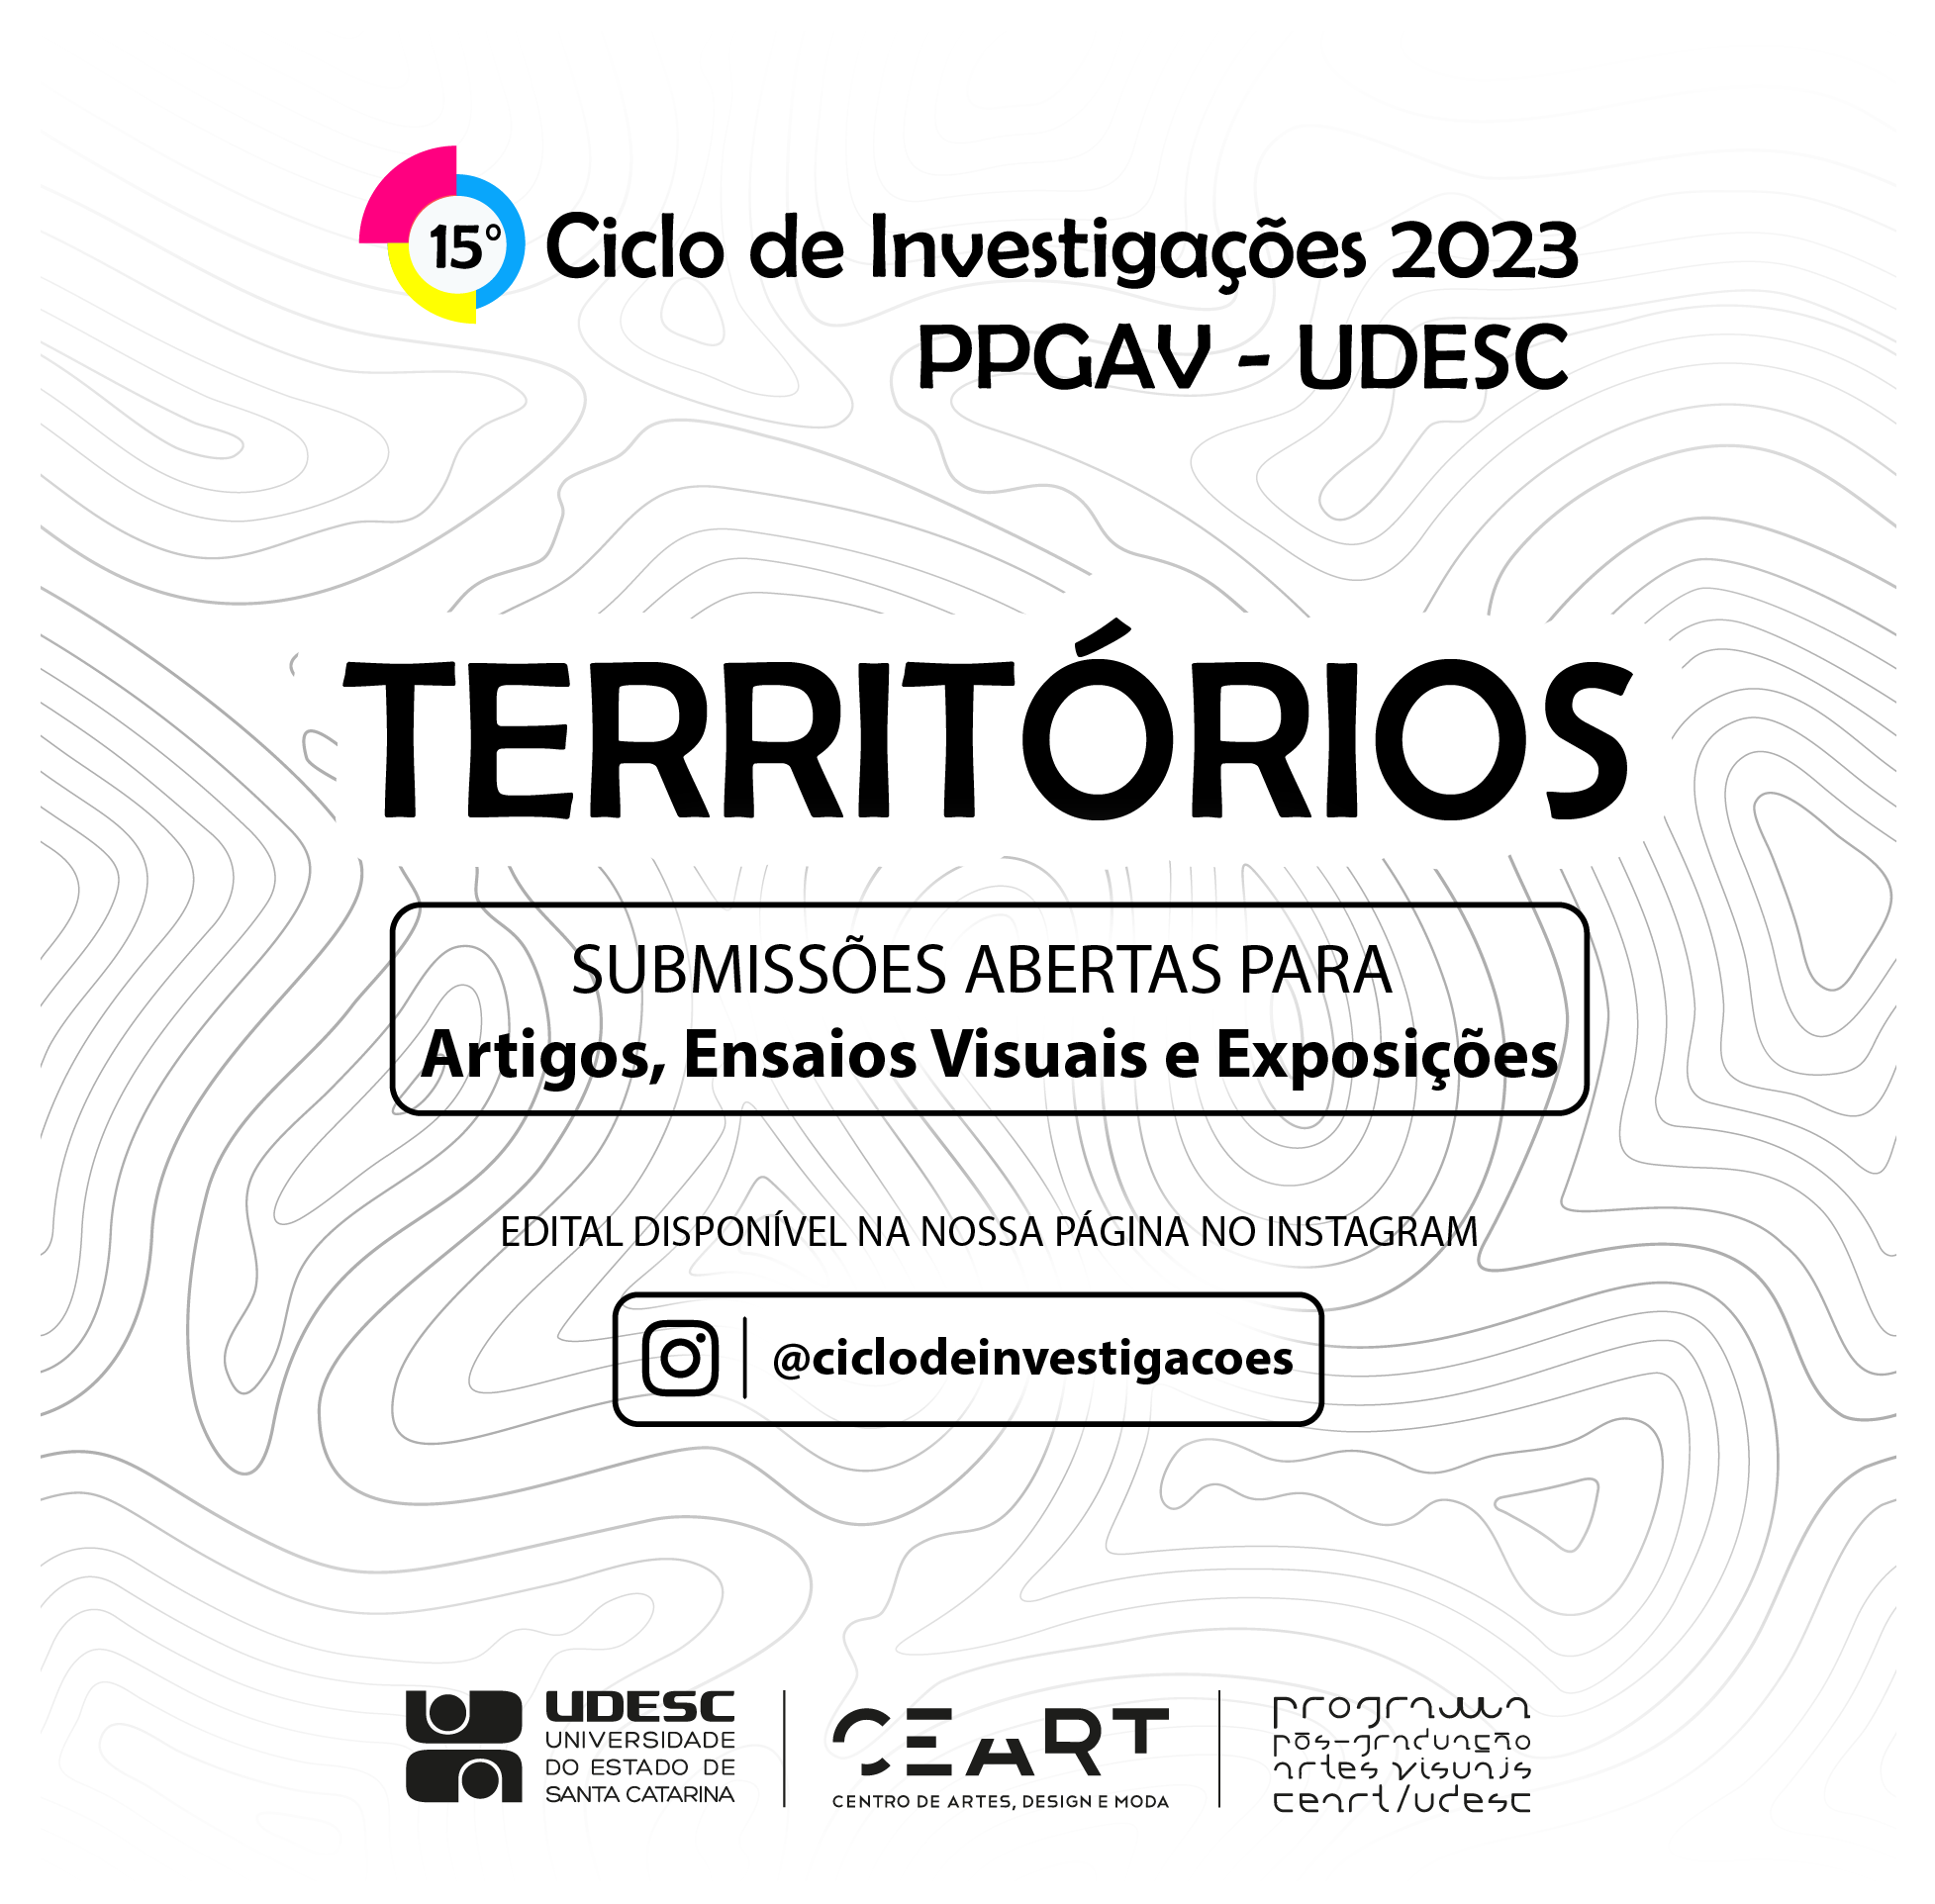 15º Ciclo de Investigações 2023
PPGAV - UDESC
TERRITÓRIOS
SUBMISSÕES ABERTAS PARA
Artigos, Ensaios Visuais e Exposições
EDITAL DISPONÍVEL NA NOSSA PÁGINA NO INSTAGRAM
@ciclodeinvestigacoes
UDESC
UNIVERSIDADE
DO ESTADO DE
SANTA CATARINA
CEART
CENTRO DE ARTES, DESIGN E MODA
programa
pós-graduação
artes visuais
ceart/udesc